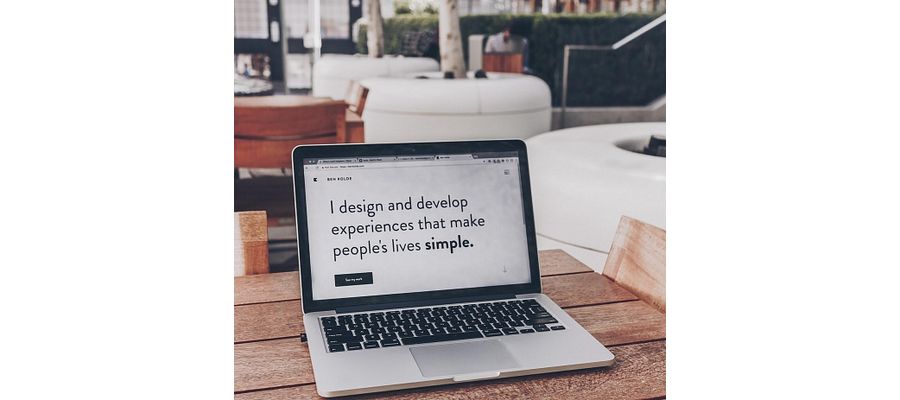 BEN KOLDE
I design and develop
experiences that make
people's lives simple.
See my work